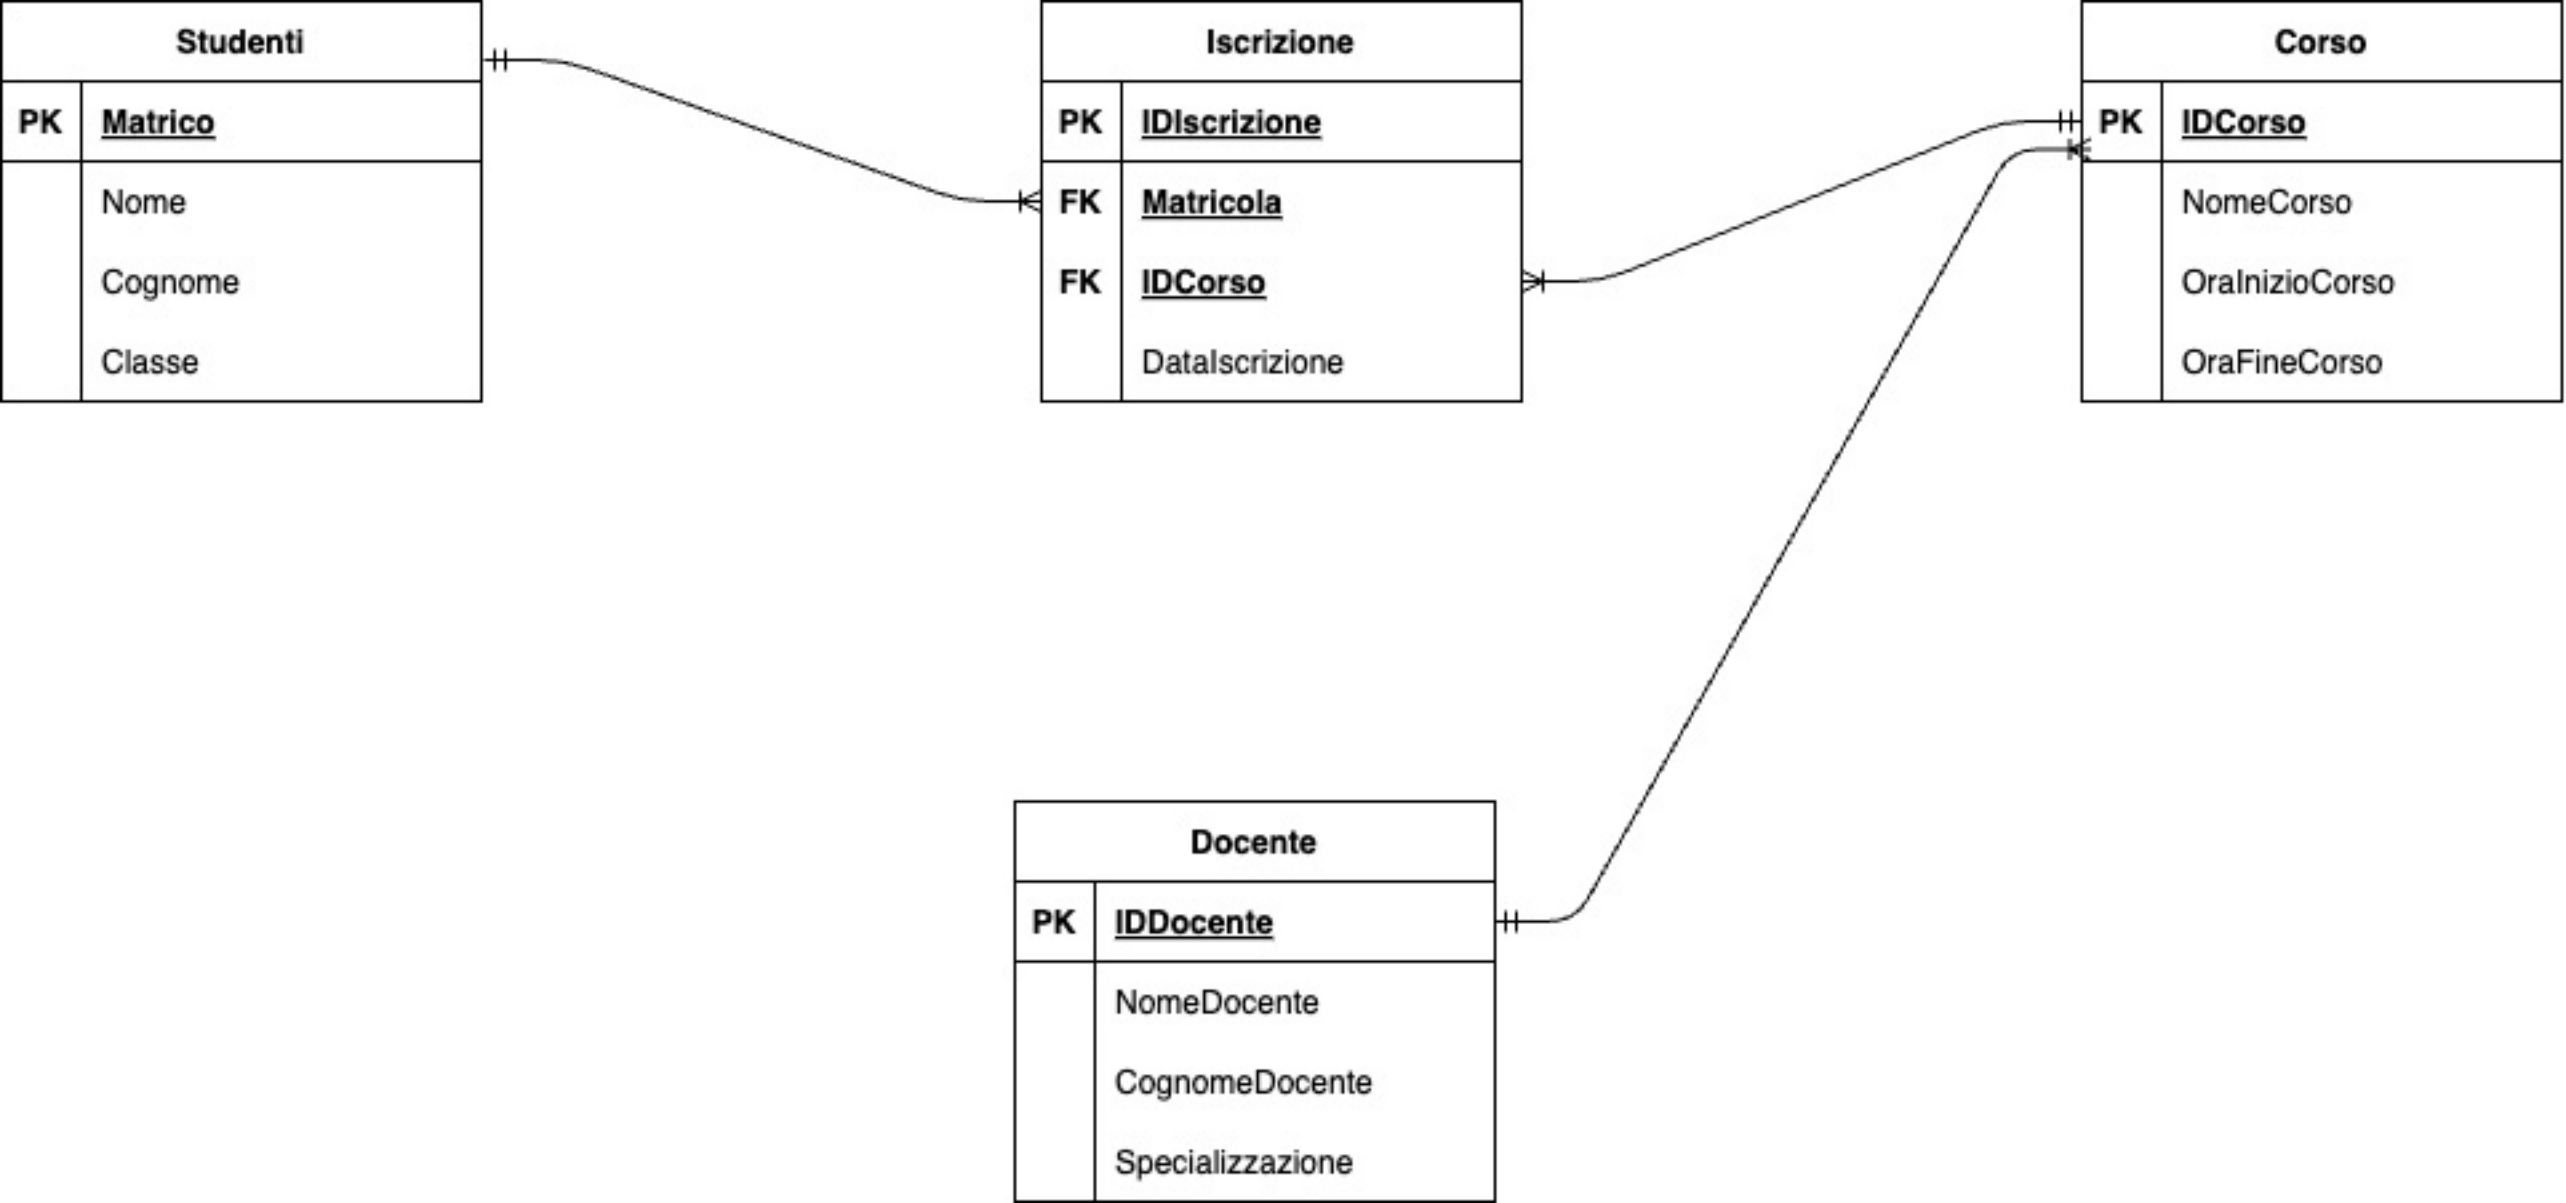 Studenti
PK Matrico
Nome
Cognome
Classe
Iscrizione
PK IDIscrizione
FK Matricola
FK IDCorso
DataIscrizione
Corso
PK IDCorso
NomeCorso
OraInizioCorso
OraFineCorso
Docente
PK IDDocente
NomeDocente
CognomeDocente
Specializzazione